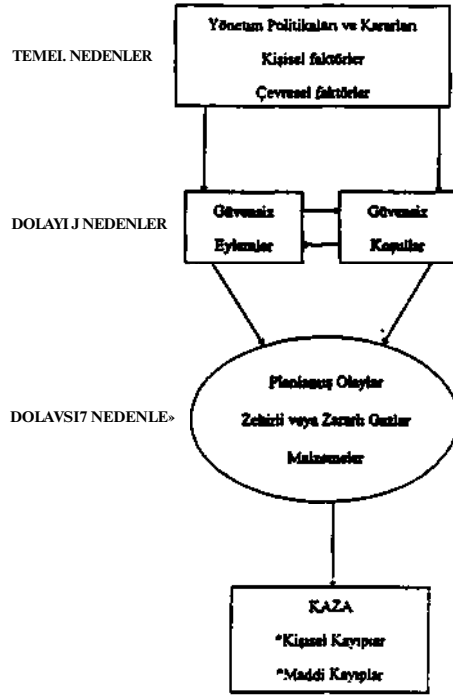 Yönetim Politikaları ve Kararları
TEMEI. NEDENLER
Kişisel faktörler
Çevresel faktörler
DOLAYI J NEDENLER
Güvensiz
Eylemler
Güvensiz
Koşullar
DOLAVSI7 NEDENLE»
Planlanmış Olaylar
Zehirli veya Zararlı Gazlar
Malzemeler
KAZA
*Kişisel Kayıplar
*Maddi Kayıplar